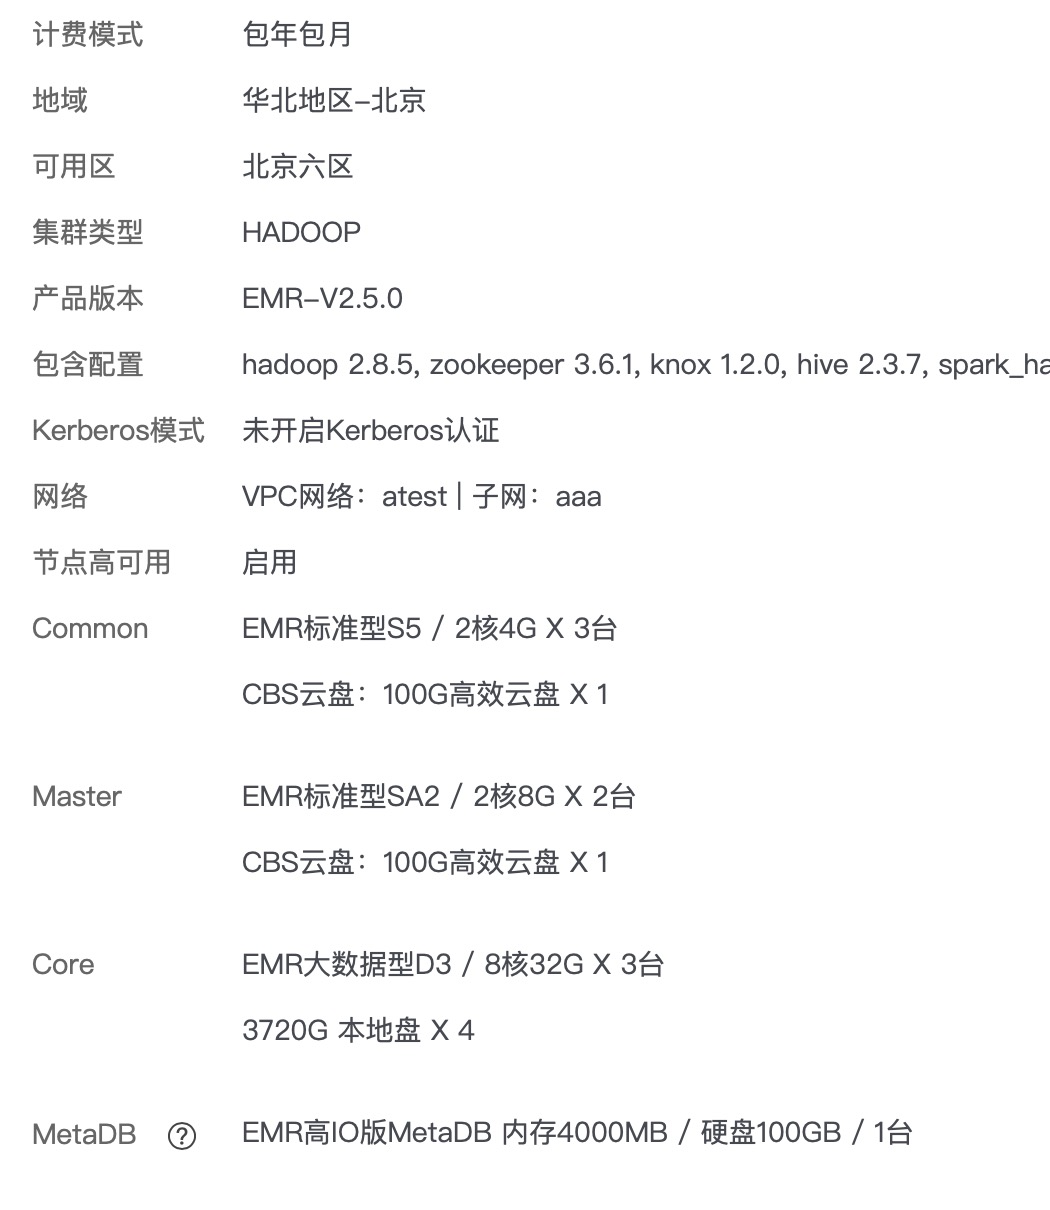 计费模式 包年包月
地域 华北地区-北京
可用区 北京六区
集群类型 HADOOP
产品版本 EMR-V2.5.0
包含配置 hadoop 2.8.5, zookeeper 3.6.1, knox 1.2.0, hive 2.3.7, spark_ha
Kerberos模式 未开启Kerberos认证
网络 VPC网络：atest | 子网：aaa
节点高可用 启用
Common EMR标准型S5 / 2核4G X 3台
CBS云盘：100G高效云盘 X 1
Master EMR标准型SA2 / 2核8G X 2台
CBS云盘：100G高效云盘 X 1
Core EMR大数据型D3 / 8核32G X 3台
3720G 本地盘 X 4
MetaDB ? EMR高IO版MetaDB 内存4000MB / 硬盘100GB / 1台